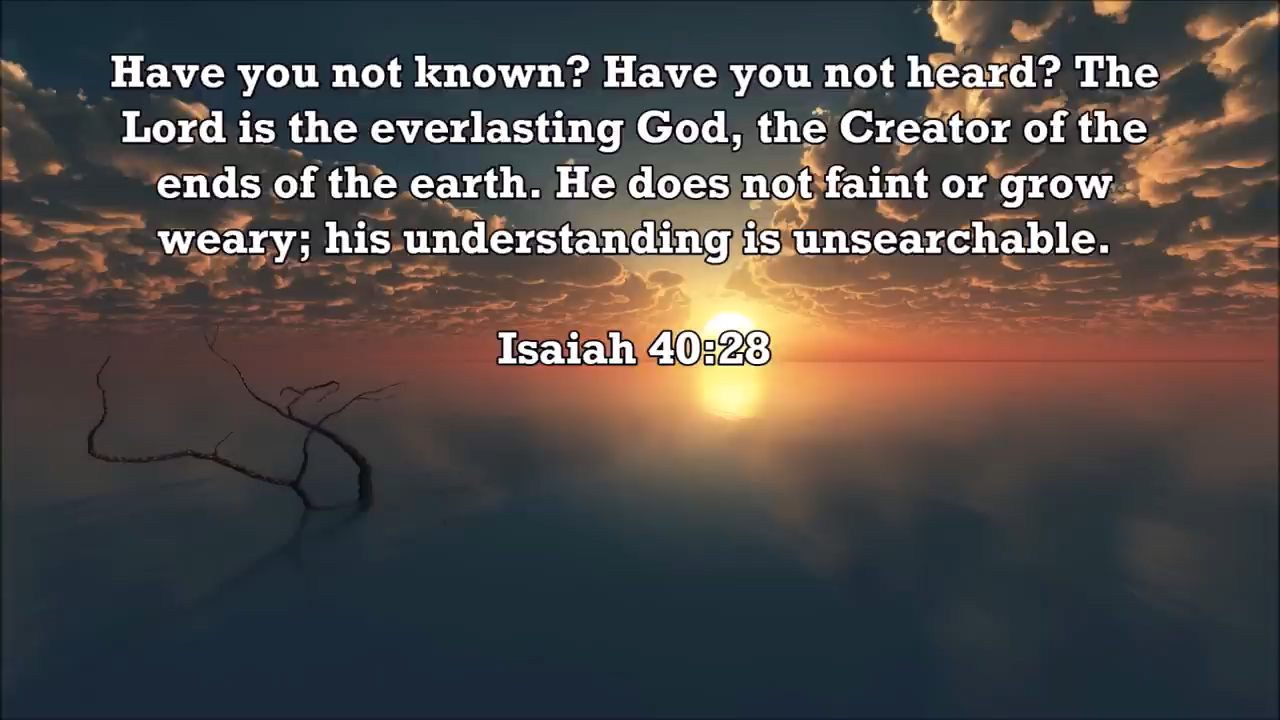 Have you not known? Have you not heard? The
Lord is the everlasting God, the Creator of the
ends of the earth. He does not faint or grow
weary; his understanding is unsearchable.
Isaiah 40:28